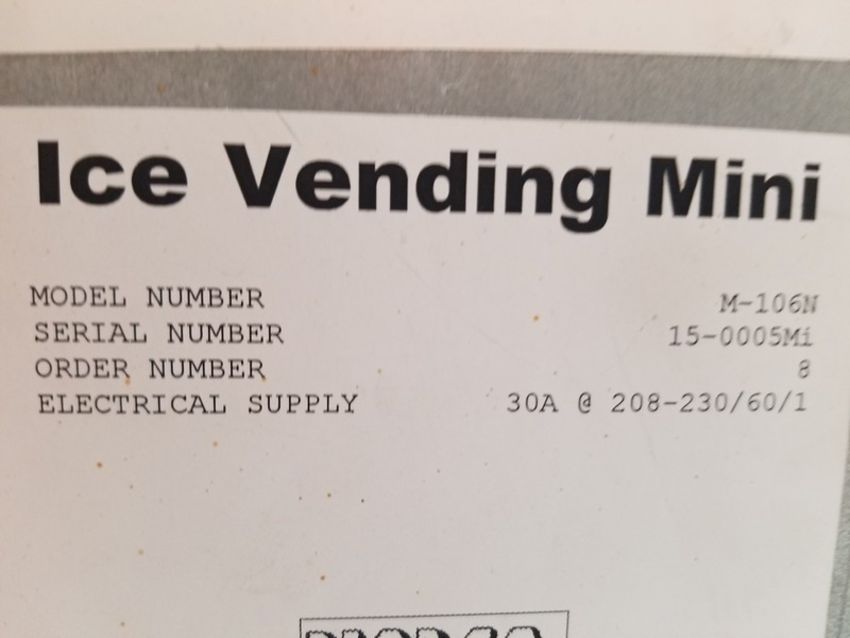 Ice Vending Mini
MODEL NUMBER M-106N
SERIAL NUMBER 15-0005Mi
ORDER NUMBER 8
ELECTRICAL SUPPLY 30A @ 208-230/60/1